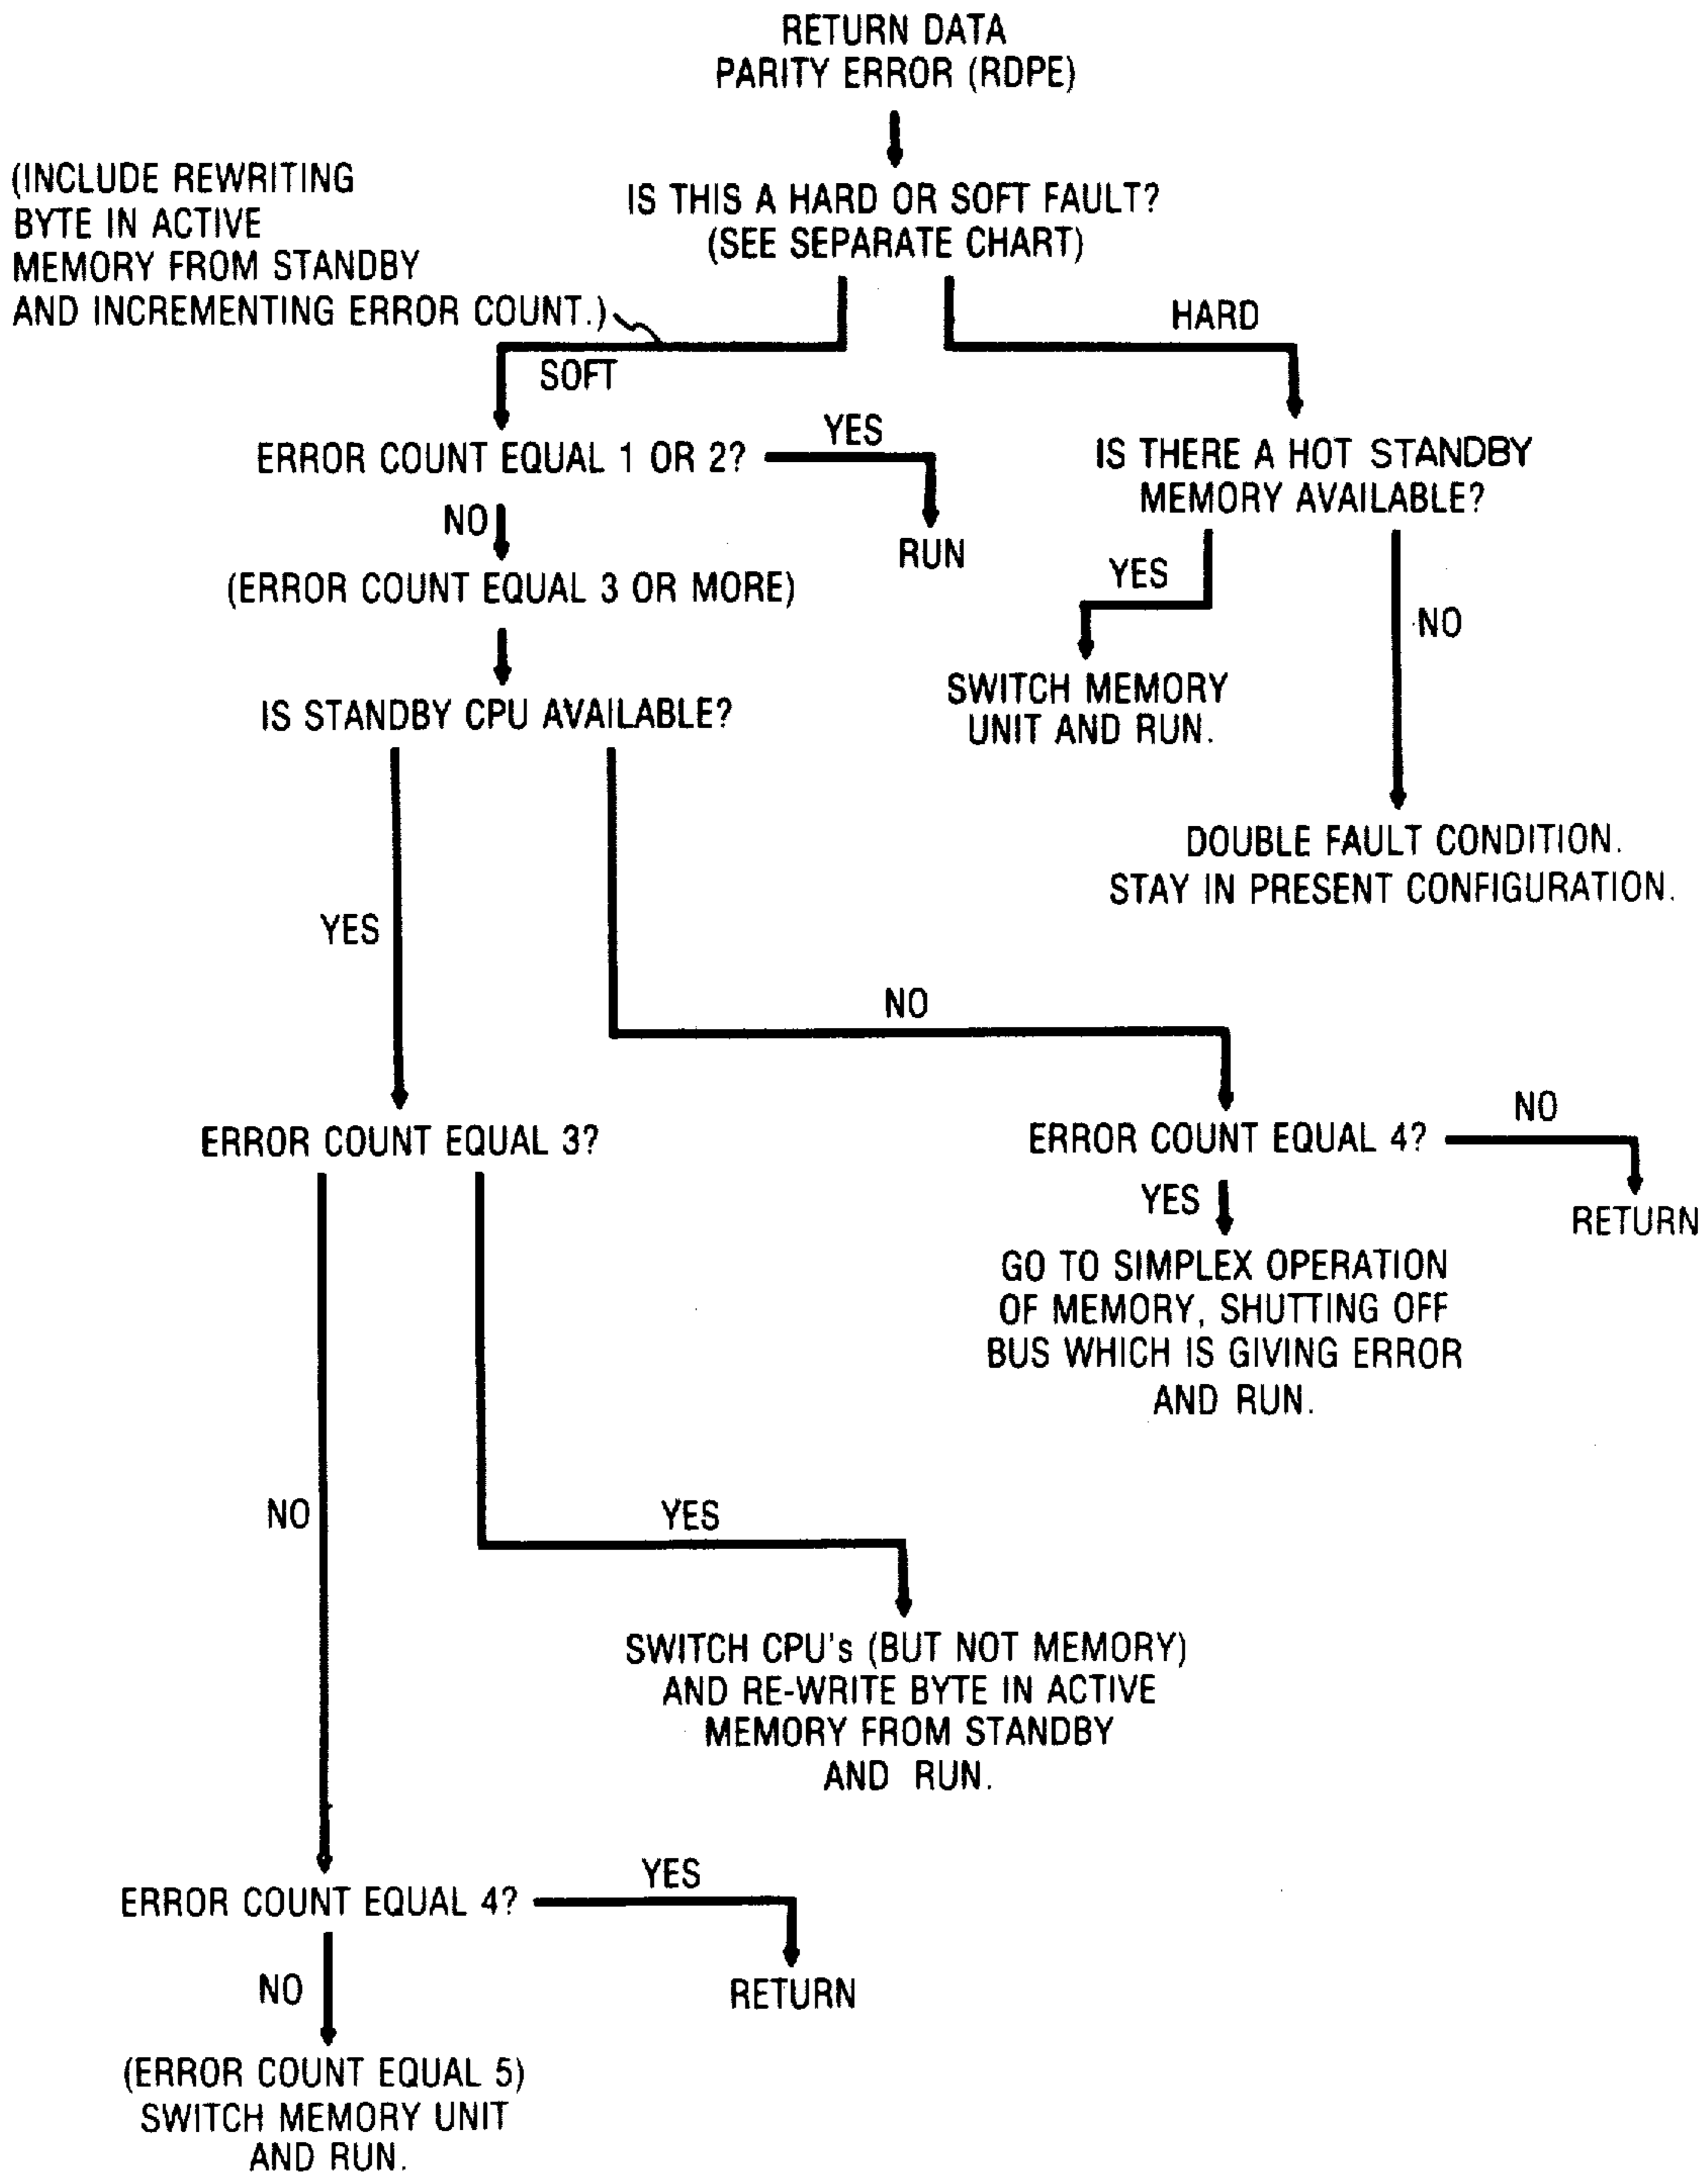 RETURN DATA
PARITY ERROR (RDPE)
(INCLUDE REWRITING
BYTE IN ACTIVE
MEMORY FROM STANDBY
AND INCREMENTING ERROR COUNT.)
IS THIS A HARD OR SOFT FAULT?
(SEE SEPARATE CHART)
HARD
SOFT
ERROR COUNT EQUAL 1 OR 2?
YES
RUN
IS THERE A HOT STANDBY
MEMORY AVAILABLE?
NO
(ERROR COUNT EQUAL 3 OR MORE)
YES
NO
SWITCH MEMORY
UNIT AND RUN.
IS STANDBY CPU AVAILABLE?
DOUBLE FAULT CONDITION.
STAY IN PRESENT CONFIGURATION.
YES
NO
ERROR COUNT EQUAL 3?
ERROR COUNT EQUAL 4?
NO
RETURN
YES
GO TO SIMPLEX OPERATION
OF MEMORY, SHUTTING OFF
BUS WHICH IS GIVING ERROR
AND RUN.
NO
YES
SWITCH CPU's (BUT NOT MEMORY)
AND RE-WRITE BYTE IN ACTIVE
MEMORY FROM STANDBY
AND RUN.
ERROR COUNT EQUAL 4?
YES
RETURN
NO
(ERROR COUNT EQUAL 5)
SWITCH MEMORY UNIT
AND RUN.